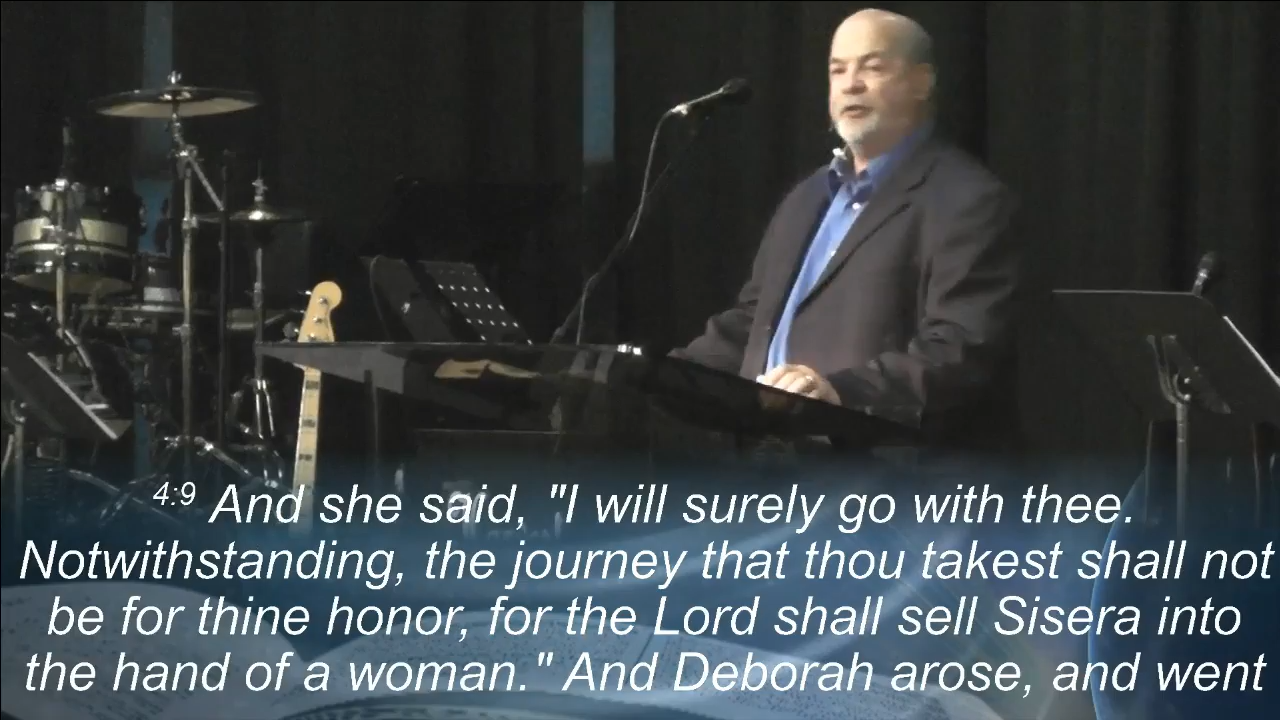 4:9 And she said, "I will surely go with thee.
Notwithstanding, the journey that thou takest shall not
be for thine honor, for the Lord shall sell Sisera into
the hand of a woman." And Deborah arose, and went